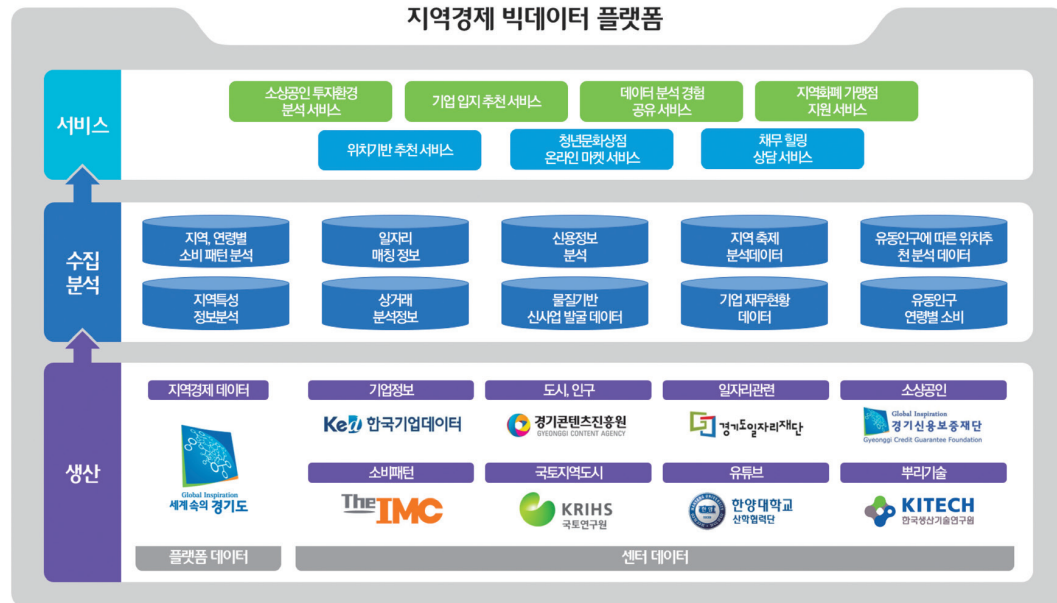 지역경제 빅데이터 플랫폼
서비스
소상공인 투자환경
분석 서비스
기업 입지 추천 서비스
데이터 분석 경험
공유 서비스
지역화폐 가맹점
지원 서비스
위치기반 추천 서비스
청년문화상점
온라인 마켓 서비스
채무 힐링
상담 서비스
수집
분석
지역, 연령별
소비 패턴 분석
일자리
매칭 정보
신용정보
분석
지역 축제
분석데이터
유동인구에 따른 위치추
천 분석 데이터
지역특성
정보분석
상거래
분석정보
물질기반
신사업 발굴 데이터
기업 재무현황
데이터
유동인구
연령별 소비
생산
지역경제 데이터
Global Inspiration
세계속의 경기도
플랫폼 데이터
기업정보
Ked 한국기업데이터
도시, 인구
경기콘텐츠진흥원
GYEONGGI CONTENT AGENCY
일자리관련
경기도일자리재단
소상공인
Global Inspiration
경기신용보증재단
Gyeonggi Credit Guarantee Foundation
소비패턴
The IMC
국토지역도시
KRIHS
국토연구원
유튜브
한양대학교
산학협력단
뿌리기술
KITECH
한국생산기술연구원
센터 데이터